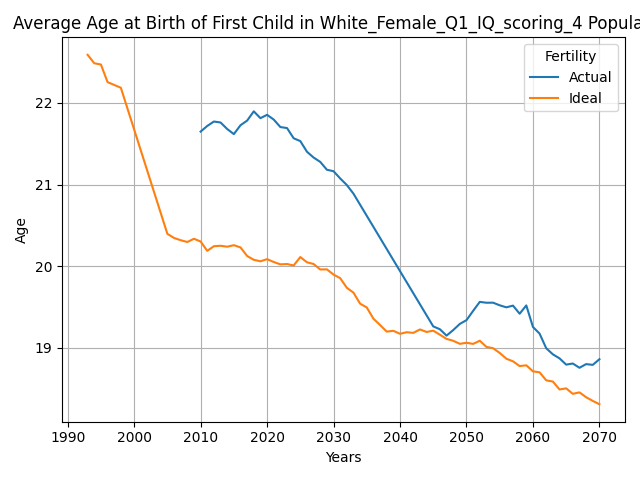 Average Age at Birth of First Child in White_Female_Q1_IQ_scoring_4 Popula
Fertility
Actual
Ideal
22
21
20
19
Age
1990 2000 2010 2020 2030 2040 2050 2060 2070
Years